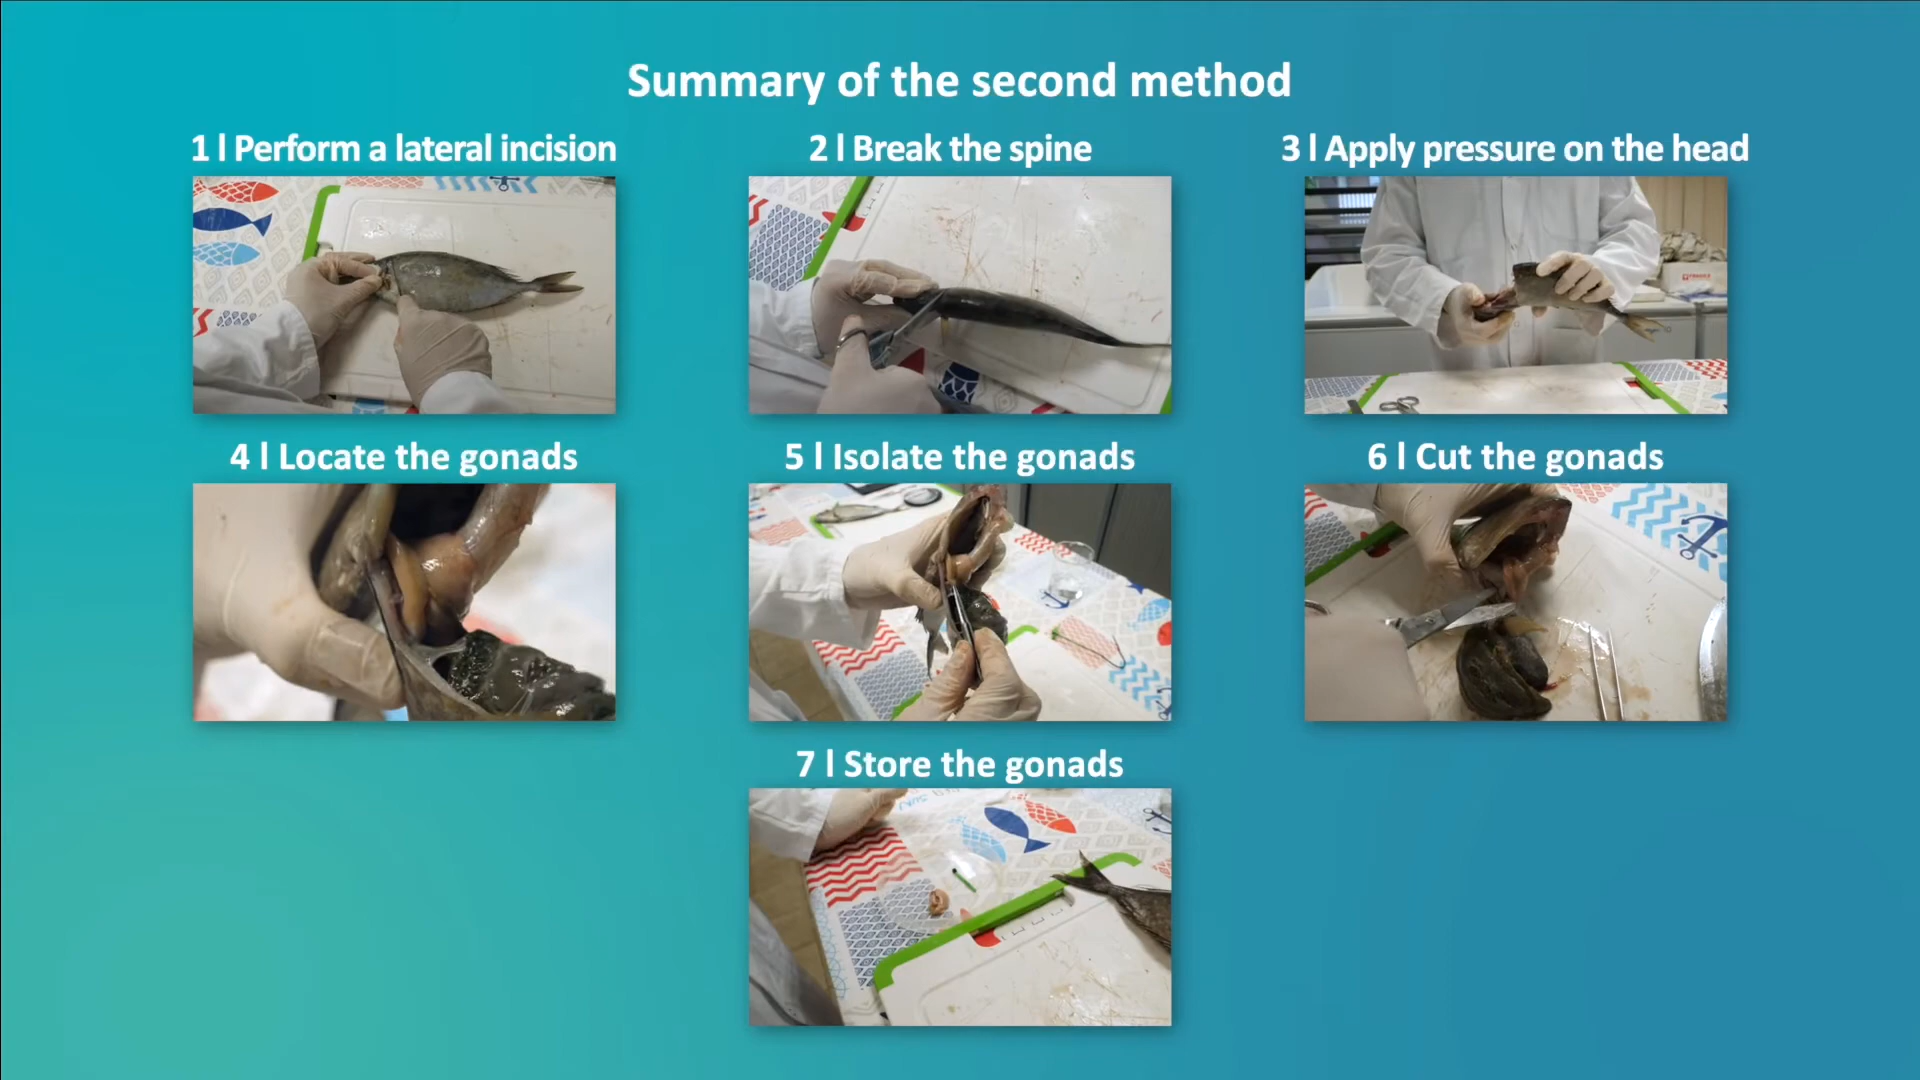 Summary of the second method
1 l Perform a lateral incision
2 l Break the spine
3 l Apply pressure on the head
4 l Locate the gonads
5 l Isolate the gonads
6 l Cut the gonads
7 l Store the gonads